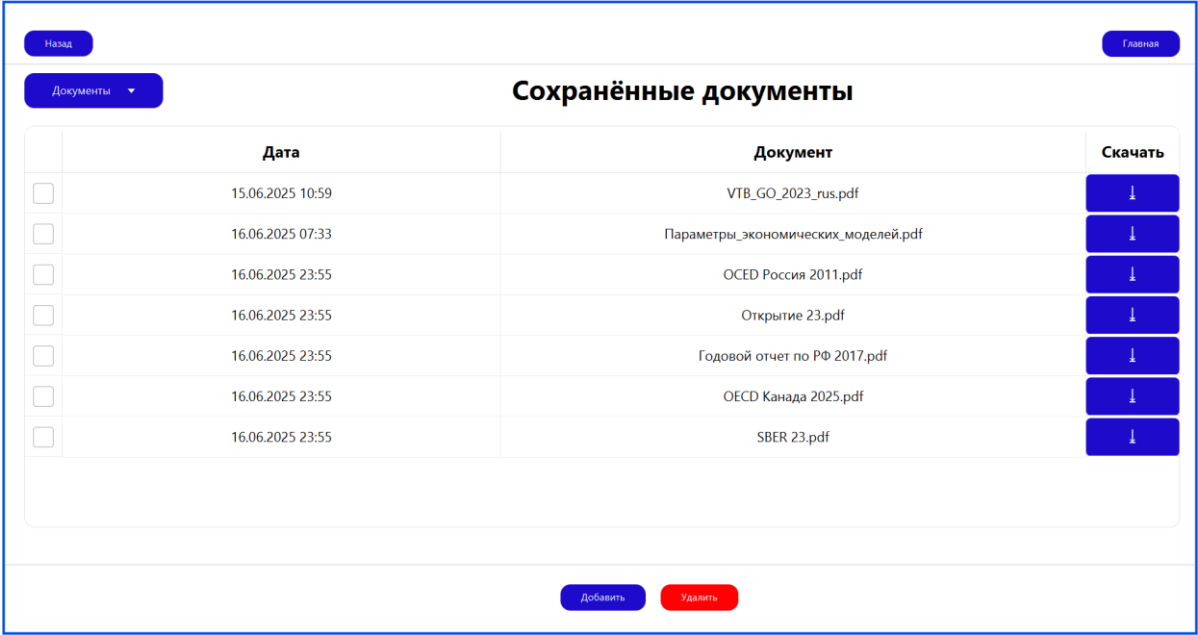 Назад
Главная
Документы
Сохранённые документы
Дата Документ Скачать
15.06.2025 10:59 VTB_GO_2023_rus.pdf
16.06.2025 07:33 Параметры_экономических_моделей.pdf
16.06.2025 23:55 OCED Россия 2011.pdf
16.06.2025 23:55 Открытие 23.pdf
16.06.2025 23:55 Годовой отчет по РФ 2017.pdf
16.06.2025 23:55 OECD Канада 2025.pdf
16.06.2025 23:55 SBER 23.pdf
Добавить
Удалить